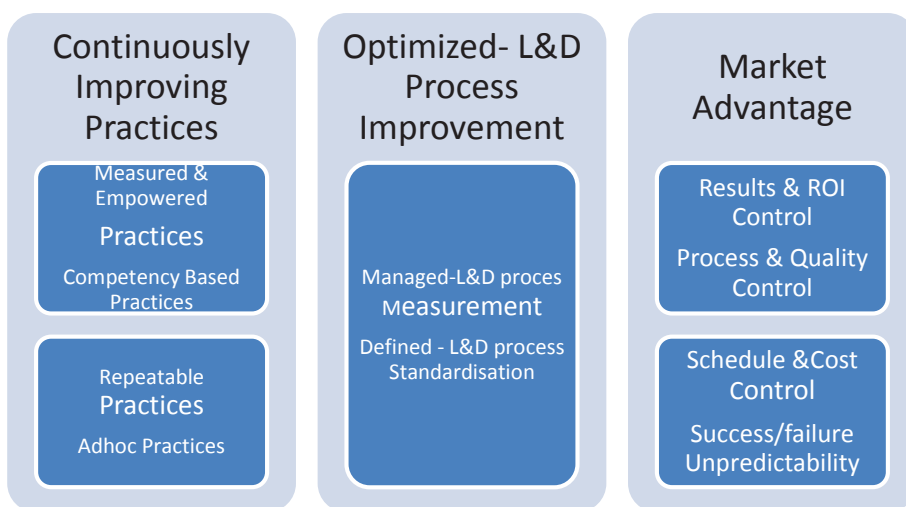 Continuously
Improving
Practices
Measured &
Empowered
Practices
Competency Based
Practices
Repeatable
Practices
Adhoc Practices
Optimized- L&D
Process
Improvement
Managed-L&D proces
Measurement
Defined - L&D process
Standardisation
Market
Advantage
Results & ROI
Control
Process & Quality
Control
Schedule &Cost
Control
Success/failure
Unpredictability